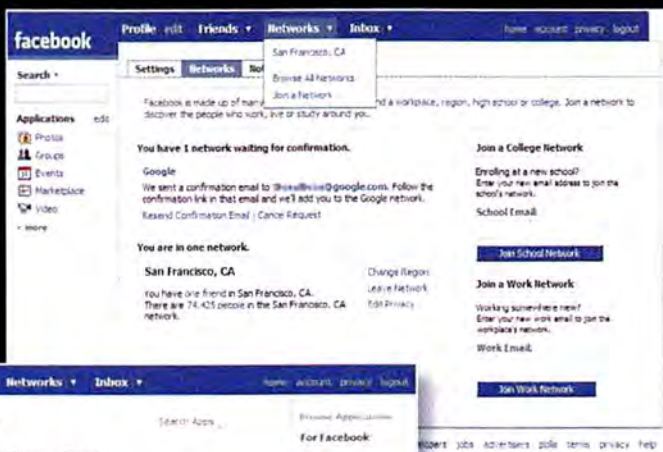 facebook
Profile edit Friends Networks Inbox home account privacy logout
San Francisco, CA
Browse All Networks
Join a Network
Search
Applications edit
Photos
Groups
Events
Marketplace
Video
more
Settings Networks
Facebook is made up of many
nd a workplace, region, high school or college. Join a network to
discover the people who work, live or study around you.
You have 1 network waiting for confirmation.
Google
We sent a confirmation email to @google.com. Follow the
confirmation link in that email and we'll add you to the Google network.
Resend Confirmation Email | Cancel Request
You are in one network.
San Francisco, CA
You have one friend in San Francisco, CA.
There are 74,425 people in the San Francisco, CA
network.
Change Region
Leave Network
Edit Privacy
Join a College Network
Enrolling at a new school?
Enter your new email address to join the
school's network.
School Email:
Join School Network
Join a Work Network
Working somewhere new?
Enter your new work email to join the
workplace's network.
Work Email:
Join Work Network
Networks Inbox home account privacy logout
Search Apps
Browse Applications
For Facebook
elopers jobs advertisers polls terms privacy help